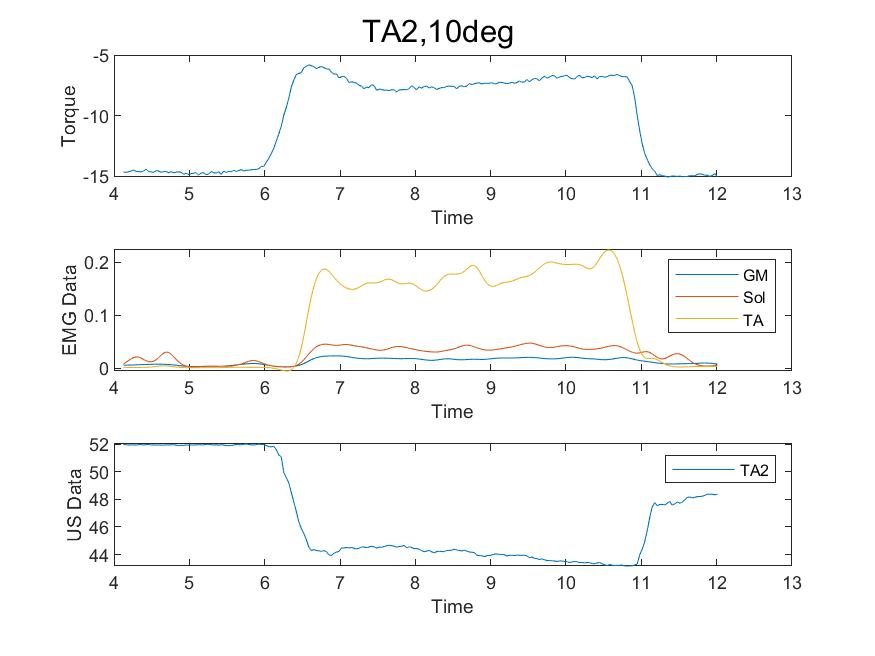 TA2,10deg
-5
-10
-15
Torque
4 5 6 7 8 9 10 11 12 13
Time
0.2
0.1
0
EMG Data
GM
Sol
TA
4 5 6 7 8 9 10 11 12 13
Time
52
50
48
46
44
US Data
TA2
4 5 6 7 8 9 10 11 12 13
Time